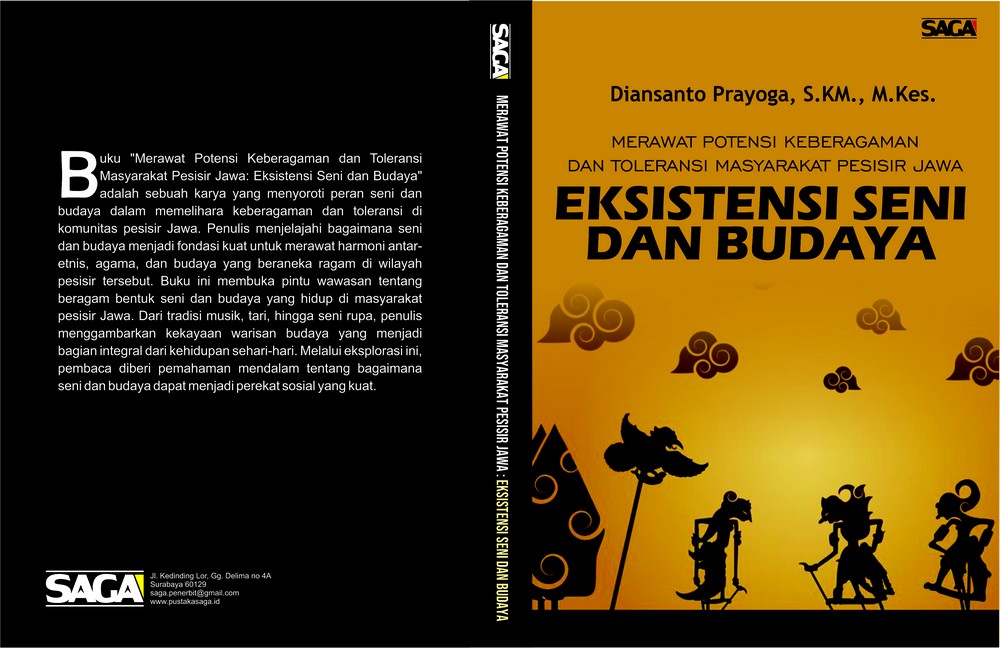 Buku "Merawat Potensi Keberagaman dan Toleransi
Masyarakat Pesisir Jawa: Eksistensi Seni dan Budaya"
adalah sebuah karya yang menyoroti peran seni dan
budaya dalam memelihara keberagaman dan toleransi di
komunitas pesisir Jawa. Penulis menjelajahi bagaimana seni
dan budaya menjadi fondasi kuat untuk merawat harmoni antar-
etnis, agama, dan budaya yang beraneka ragam di wilayah
pesisir tersebut. Buku ini membuka pintu wawasan tentang
beragam bentuk seni dan budaya yang hidup di masyarakat
pesisir Jawa. Dari tradisi musik, tari, hingga seni rupa, penulis
menggambarkan kekayaan warisan budaya yang menjadi
bagian integral dari kehidupan sehari-hari. Melalui eksplorasi ini,
pembaca diberi pemahaman mendalam tentang bagaimana
seni dan budaya dapat menjadi perekat sosial yang kuat.
SAGA
Jl. Kedinding Lor, Gg. Delima no 4A
Surabaya 60129
saga.penerbit@gmail.com
www.pustakasaga.id
SAGA
MERAWAT POTENSI KEBERAGAMAN DAN TOLERANSI MASYARAKAT PESISIR JAWA : EKSISTENSI SENI DAN BUDAYA
SAGA
Diansanto Prayoga, S.KM., M.Kes.
MERAWAT POTENSI KEBERAGAMAN
DAN TOLERANSI MASYARAKAT PESISIR JAWA
EKSISTENSI SENI
DAN BUDAYA